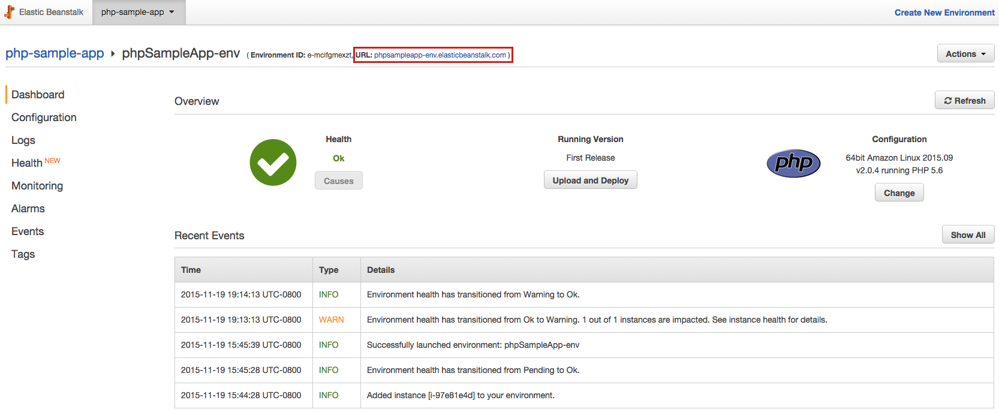 Elastic Beanstalk php-sample-app Create New Environment
php-sample-app phpSampleApp-env ( Environment ID: e-mcifgmexzt, URL: phpsampleapp-env.elasticbeanstalk.com ) Actions
Dashboard
Configuration
Logs
Health NEW
Monitoring
Alarms
Events
Tags
Overview Refresh
Health
Ok
Causes
Running Version
First Release
Upload and Deploy
php
Configuration
64bit Amazon Linux 2015.09
v2.0.4 running PHP 5.6
Change
Recent Events Show All
Time Type Details
2015-11-19 19:14:13 UTC-0800 INFO Environment health has transitioned from Warning to Ok.
2015-11-19 19:13:13 UTC-0800 WARN Environment health has transitioned from Ok to Warning. 1 out of 1 instances are impacted. See instance health for details.
2015-11-19 15:45:39 UTC-0800 INFO Successfully launched environment: phpSampleApp-env
2015-11-19 15:45:28 UTC-0800 INFO Environment health has transitioned from Pending to Ok.
2015-11-19 15:44:28 UTC-0800 INFO Added instance [i-97e81e4d] to your environment.